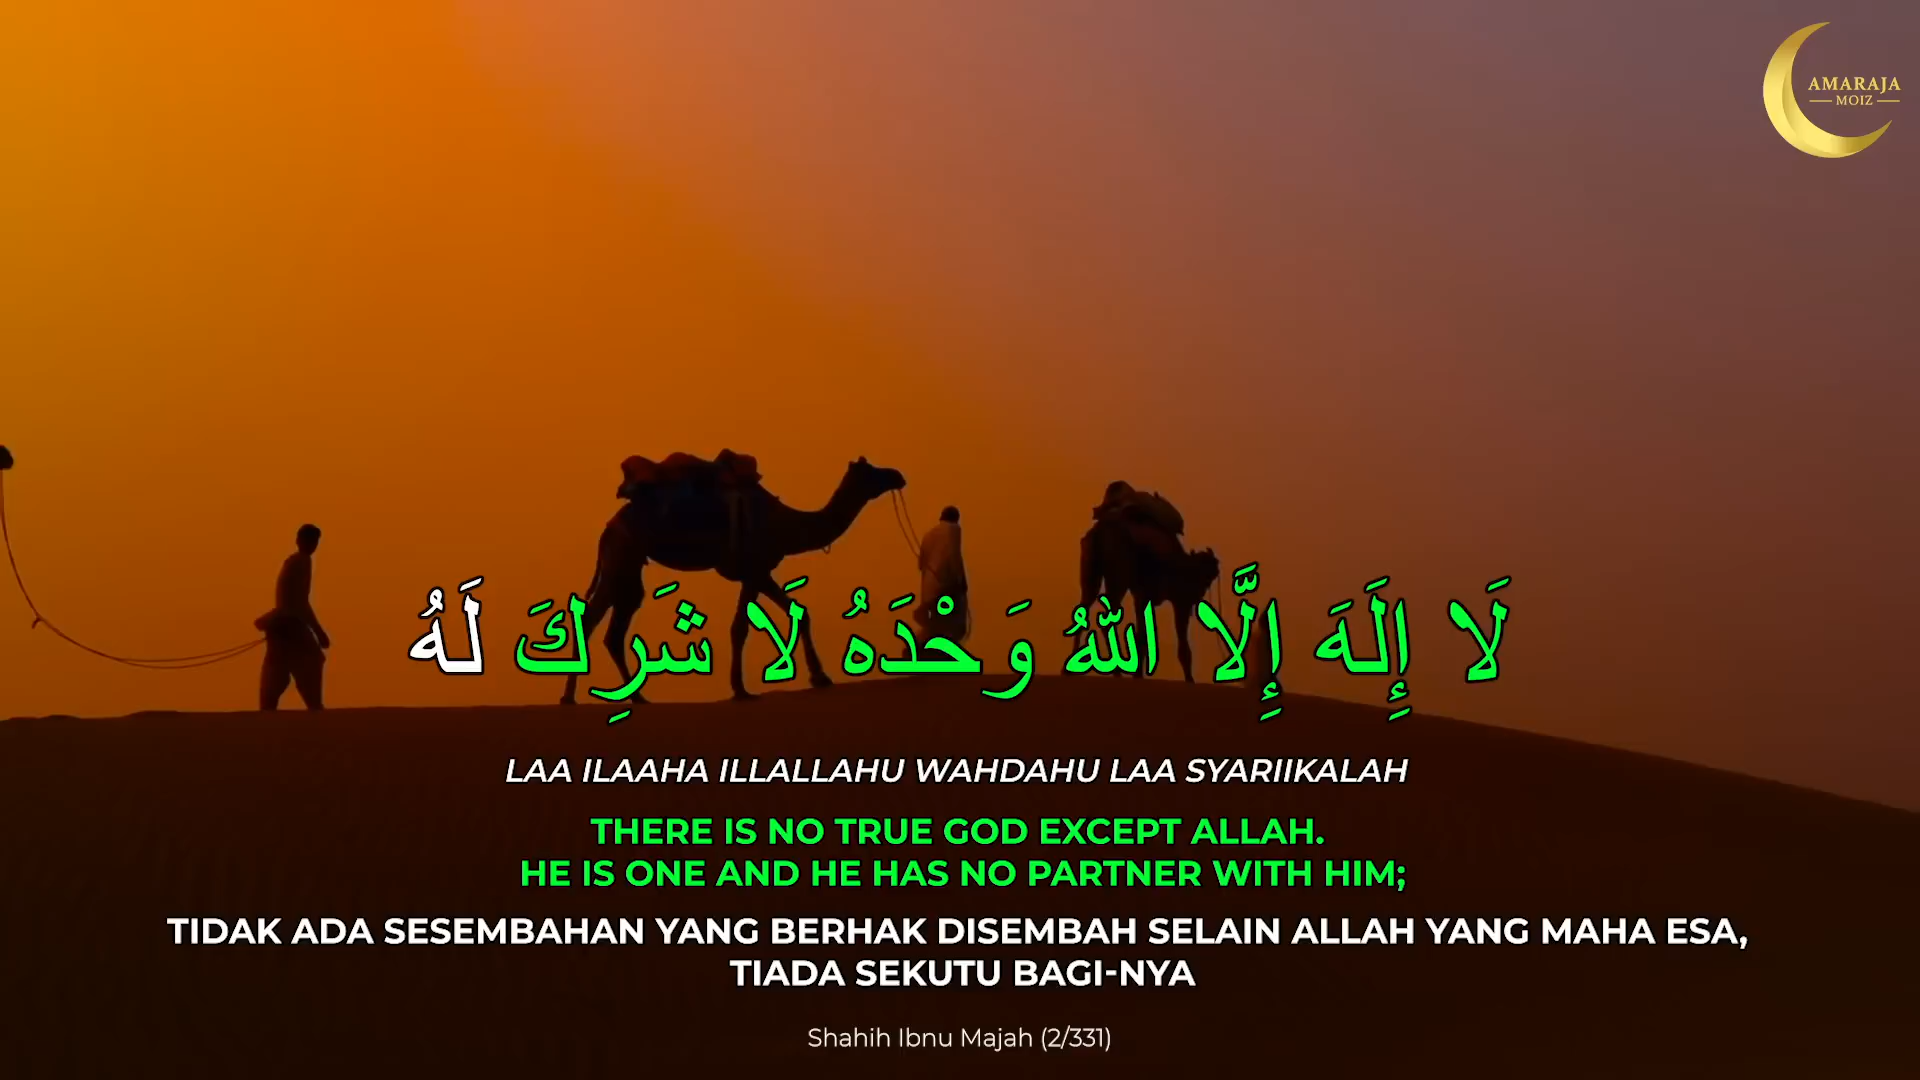 AMARAJA
MOIZ
لَا إِلَهَ إِلَّا اللهُ وَحْدَهُ لَا شَرِكَ لَهُ
LAA ILAAHA ILLALLAHU WAHDAHU LAA SYARIIKALAH
THERE IS NO TRUE GOD EXCEPT ALLAH.
HE IS ONE AND HE HAS NO PARTNER WITH HIM;
TIDAK ADA SESEMBAHAN YANG BERHAK DISEMBAH SELAIN ALLAH YANG MAHA ESA,
TIADA SEKUTU BAGI-NYA
Shahih Ibnu Majah (2/331)